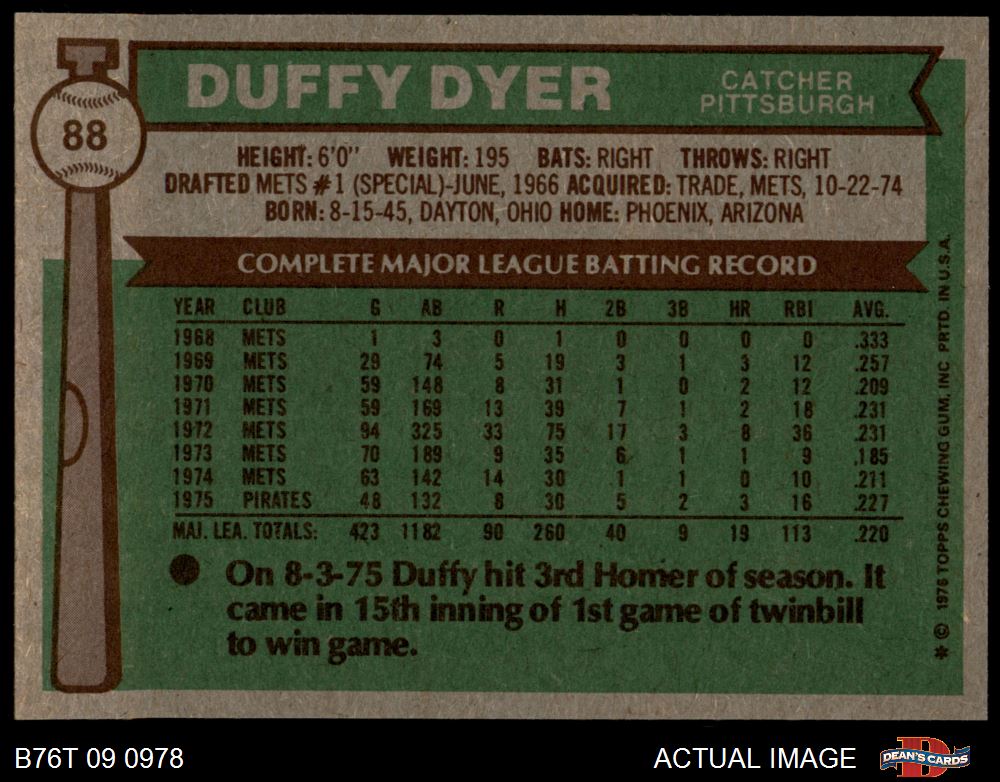 88
DUFFY DYER
CATCHER
PITTSBURGH
HEIGHT: 6'0" WEIGHT: 195 BATS: RIGHT THROWS: RIGHT
DRAFTED METS #1 (SPECIAL)-JUNE, 1966 ACQUIRED: TRADE, METS, 10-22-74
BORN: 8-15-45, DAYTON, OHIO HOME: PHOENIX, ARIZONA
COMPLETE MAJOR LEAGUE BATTING RECORD
YEAR CLUB G AB R H 2B 3B HR RBI AVG.
1968 METS 1 3 0 1 0 0 0 0 .333
1969 METS 29 74 5 19 3 1 3 12 .257
1970 METS 59 148 8 31 1 0 2 12 .209
1971 METS 59 169 13 39 7 1 2 18 .231
1972 METS 94 325 33 75 17 3 8 36 .231
1973 METS 70 189 9 35 6 1 1 9 .185
1974 METS 63 142 14 30 1 1 0 10 .211
1975 PIRATES 48 132 8 30 5 2 3 16 .227
MAJ. LEA. TOTALS: 423 1182 90 260 40 9 19 113 .220
On 8-3-75 Duffy hit 3rd Homer of season. It
came in 15th inning of 1st game of twinbill
to win game.
* © 1976 TOPPS CHEWING GUM, INC PRTD. IN U.S.A.
B76T 09 0978
ACTUAL IMAGE
DEAN'S CARDS